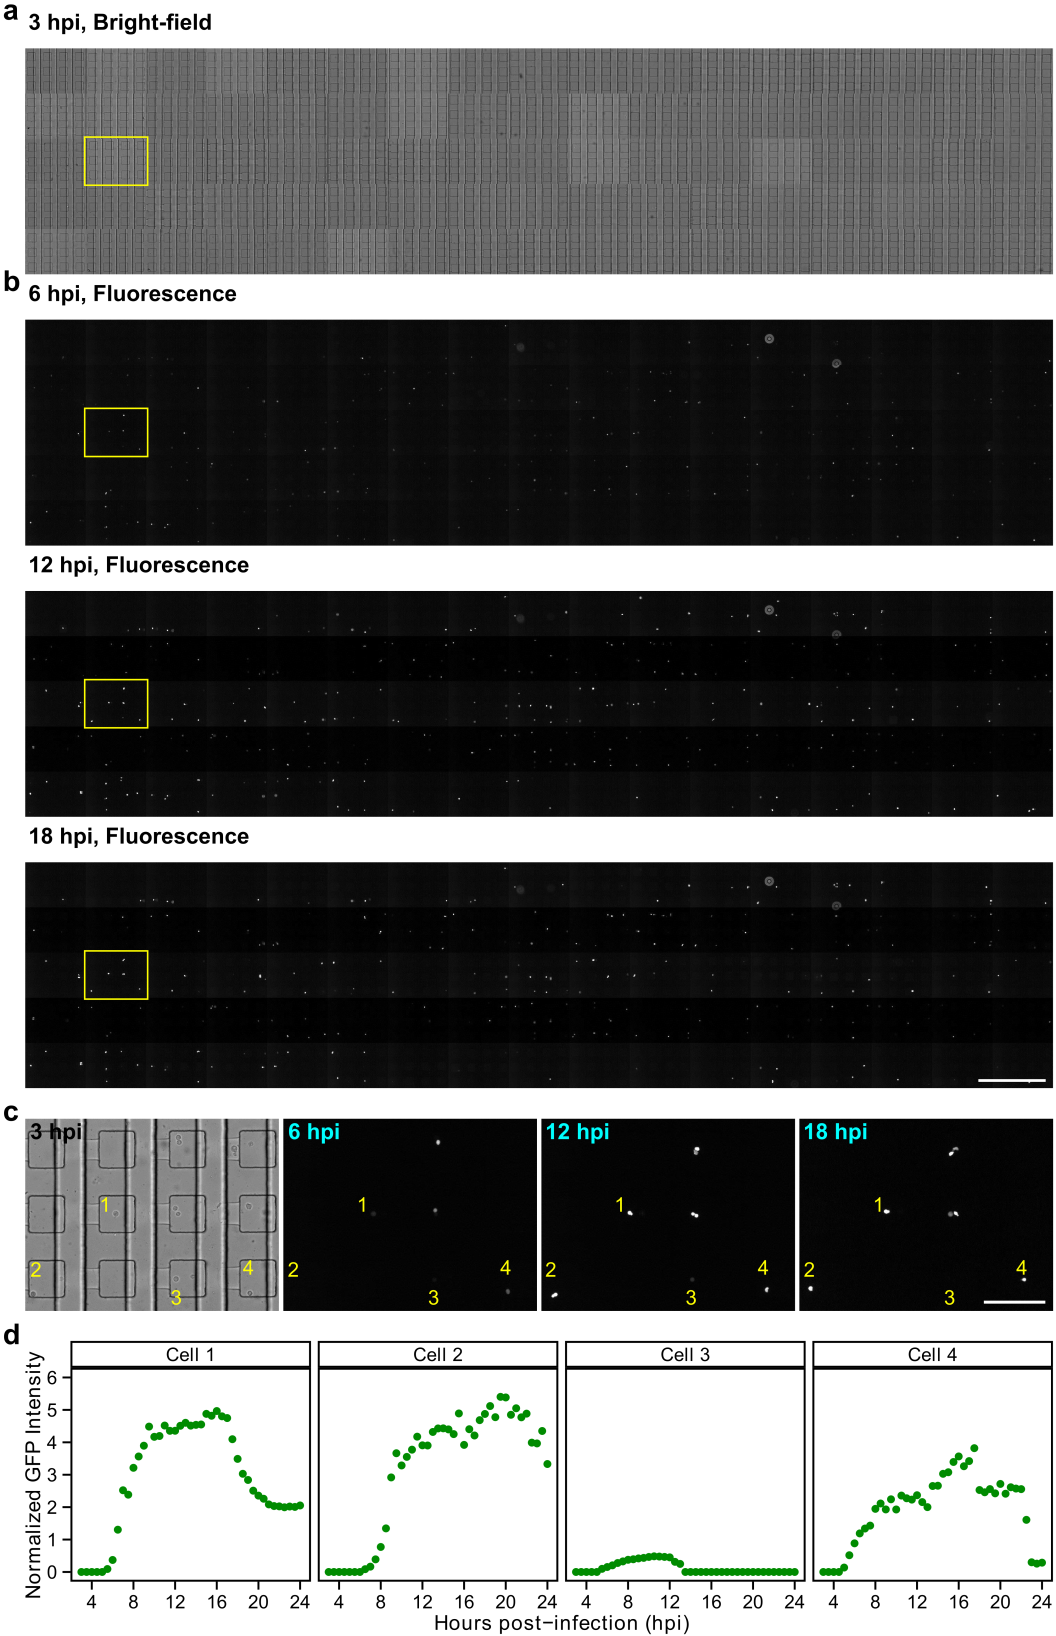 a
3 hpi, Bright-field
b
6 hpi, Fluorescence
12 hpi, Fluorescence
18 hpi, Fluorescence
c
3 hpi
6 hpi
12 hpi
18 hpi
1
1
1
1
2
4
2
4
2
4
2
4
3
3
3
3
d
Cell 1
Cell 2
Cell 3
Cell 4
Normalized GFP Intensity
6
5
4
3
2
1
0
4 8 12 16 20 24
4 8 12 16 20 24
4 8 12 16 20 24
4 8 12 16 20 24
Hours post−infection (hpi)